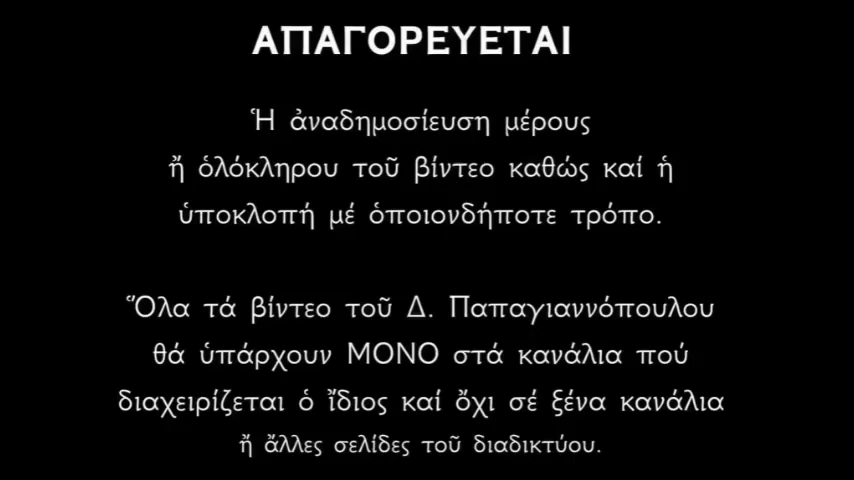 ΑΠΑΓΟΡΕΥΕΤΑΙ
Ἡ ἀναδημοσίευση μέρους
ἤ ὁλόκληρου τοῦ βίντεο καθώς καί ἡ
ὑποκλοπή μέ ὁποιονδήποτε τρόπο.
Ὅλα τά βίντεο τοῦ Δ. Παπαγιαννόπουλου
θά ὑπάρχουν ΜΟΝΟ στά κανάλια πού
διαχειρίζεται ὁ ἴδιος καί ὄχι σέ ξένα κανάλια
ἤ ἄλλες σελίδες τοῦ διαδικτύου.